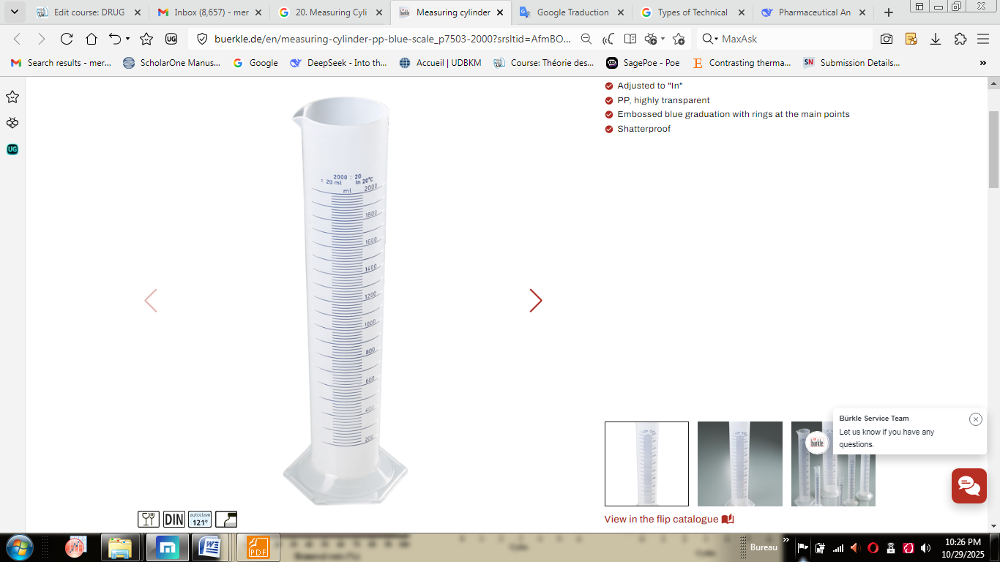 Edit course: DRUG
Inbox (8,657) - mer
20. Measuring Cyli
Measuring cylinder
Google Traduction
Types of Technical
Pharmaceutical An
buerkle.de/en/measuring-cylinder-pp-blue-scale_p7503-2000?srsltid=AfmBO...
MaxAsk
Search results - mer...
ScholarOne Manus...
Google
DeepSeek - Into th...
Accueil | UDBKM
Course: Théorie des...
SagePoe - Poe
Contrasting therma...
SN Submission Details...
UG
Adjusted to "In"
PP, highly transparent
Embossed blue graduation with rings at the main points
Shatterproof
2000 : 20
± 20 ml In 20°C
ml 2000
1800
1600
1400
1200
1000
800
600
400
200
DIN
autoclave
121°
Bürkle Service Team
Let us know if you have any
questions.
bürkle
View in the flip catalogue
PDF
Bureau
10:26 PM
10/29/2025